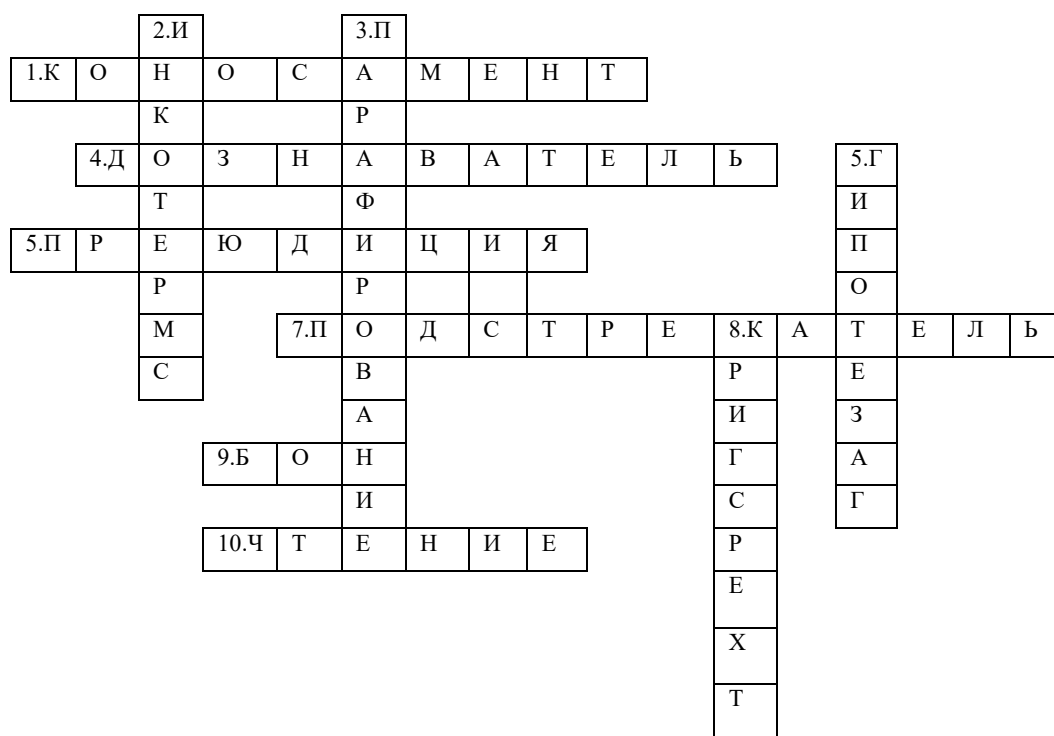 2.И 3.П
1.К О Н О С А М Е Н Т
К Р
4.Д О З Н А В А Т Е Л Ь 5.Г
Т Ф И
5.П Р Е Ю Д И Ц И Я П
Р Р О
М 7.П О Д С Т Р Е 8.К А Т Е Л Ь
С В Р Е
А И З
9.Б О Н Г А
И С Г
10.Ч Т Е Н И Е Р
Е
Х
Т